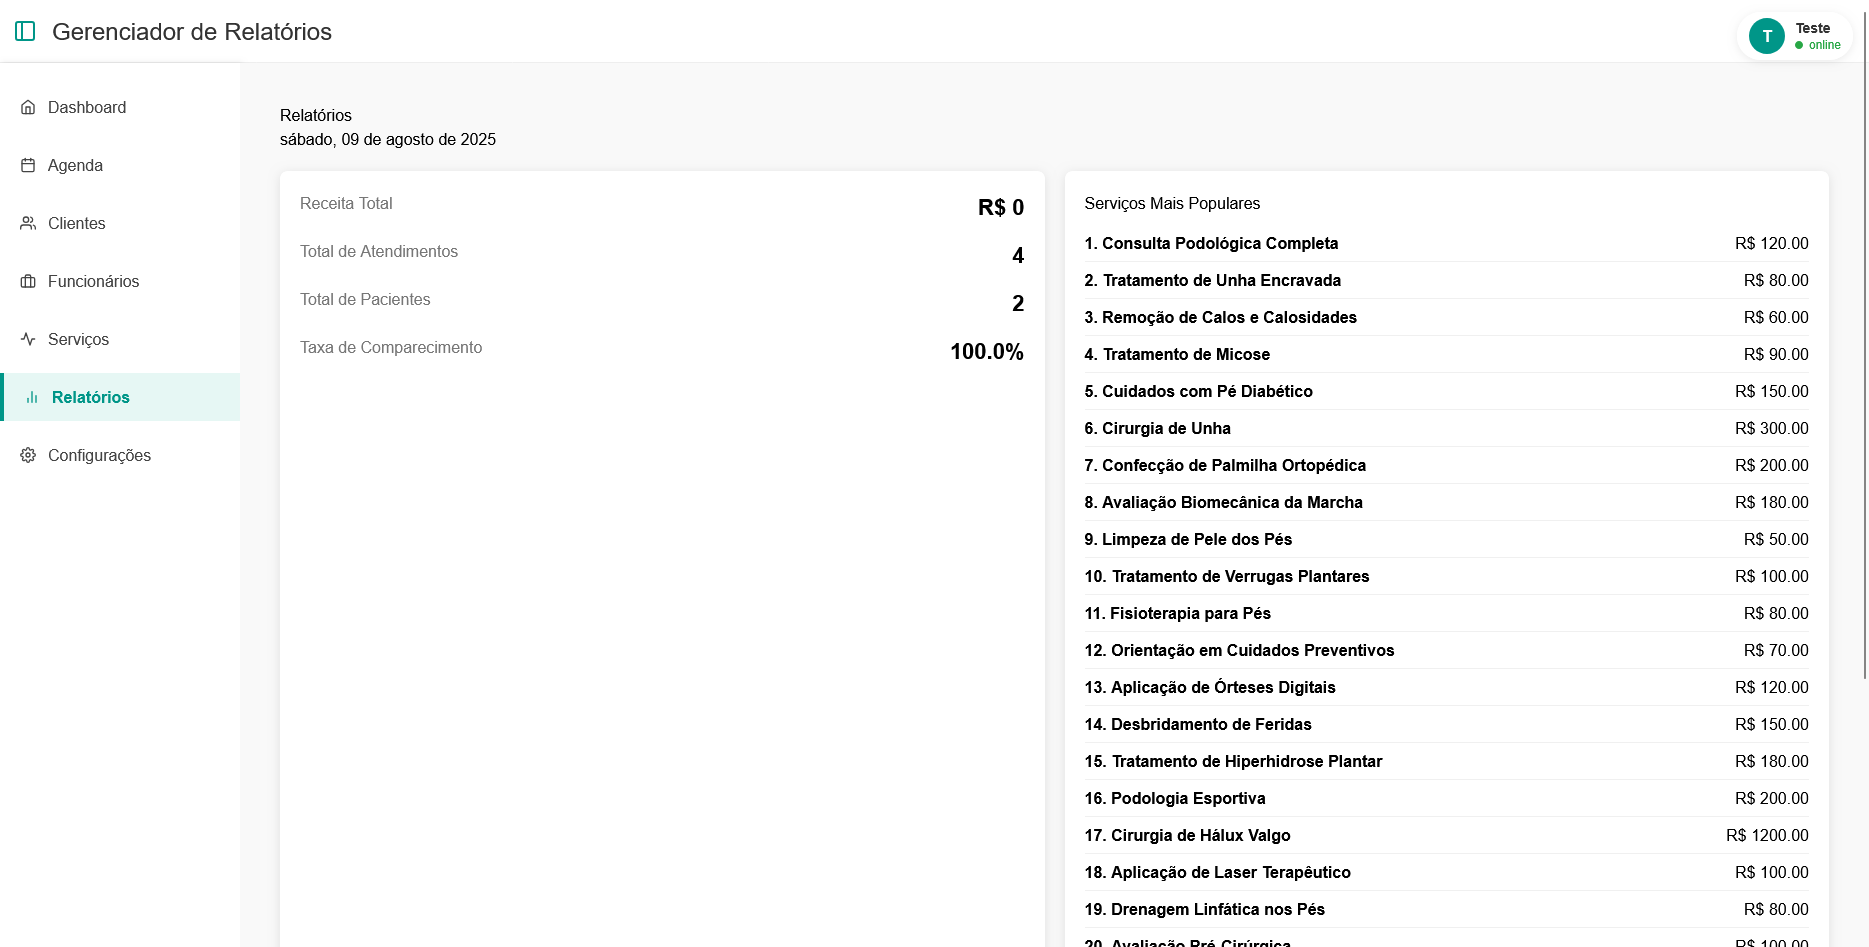 Gerenciador de Relatórios
T
Teste
online
Dashboard
Agenda
Clientes
Funcionários
Serviços
Relatórios
Configurações
Relatórios
sábado, 09 de agosto de 2025
Receita Total R$ 0
Total de Atendimentos 4
Total de Pacientes 2
Taxa de Comparecimento 100.0%
Serviços Mais Populares
1. Consulta Podológica Completa R$ 120.00
2. Tratamento de Unha Encravada R$ 80.00
3. Remoção de Calos e Calosidades R$ 60.00
4. Tratamento de Micose R$ 90.00
5. Cuidados com Pé Diabético R$ 150.00
6. Cirurgia de Unha R$ 300.00
7. Confecção de Palmilha Ortopédica R$ 200.00
8. Avaliação Biomecânica da Marcha R$ 180.00
9. Limpeza de Pele dos Pés R$ 50.00
10. Tratamento de Verrugas Plantares R$ 100.00
11. Fisioterapia para Pés R$ 80.00
12. Orientação em Cuidados Preventivos R$ 70.00
13. Aplicação de Órteses Digitais R$ 120.00
14. Desbridamento de Feridas R$ 150.00
15. Tratamento de Hiperhidrose Plantar R$ 180.00
16. Podologia Esportiva R$ 200.00
17. Cirurgia de Hálux Valgo R$ 1200.00
18. Aplicação de Laser Terapêutico R$ 100.00
19. Drenagem Linfática nos Pés R$ 80.00
20. Avaliação Pré-Cirúrgica R$ 100.00